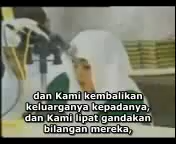 dan Kami kembalikan
keluarganya kepadanya,
dan Kami lipat gandakan
bilangan mereka,